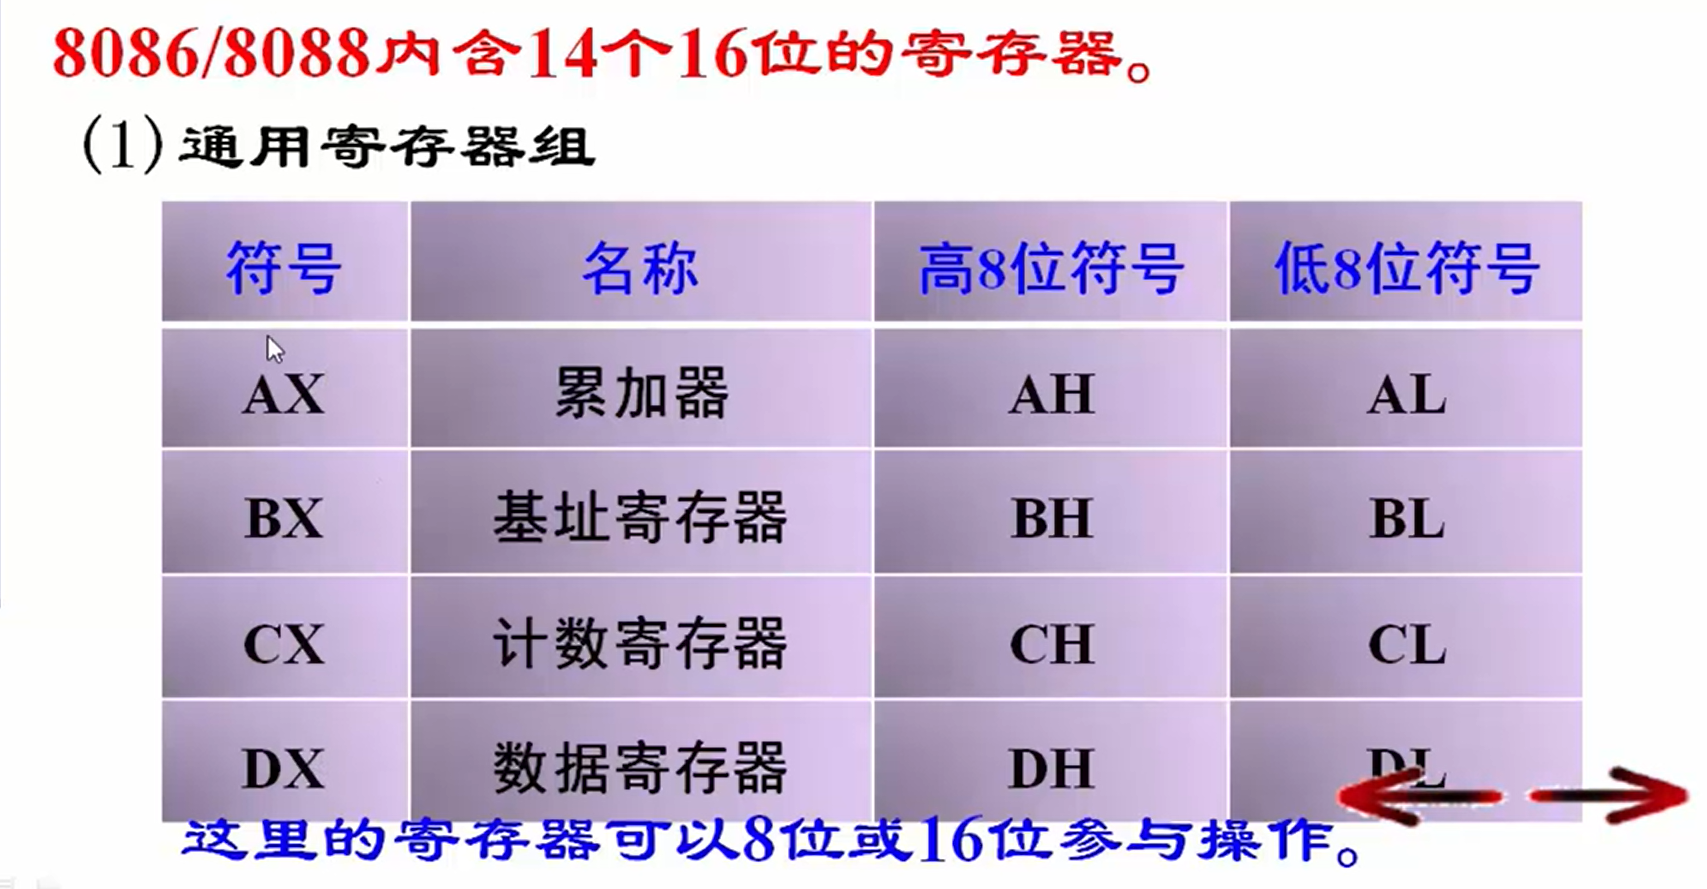 8086/8088内含14个16位的寄存器。
(1)通用寄存器组
符号 名称 高8位符号 低8位符号
AX 累加器 AH AL
BX 基址寄存器 BH BL
CX 计数寄存器 CH CL
DX 数据寄存器 DH DL
这里的寄存器可以8位或16位参与操作。